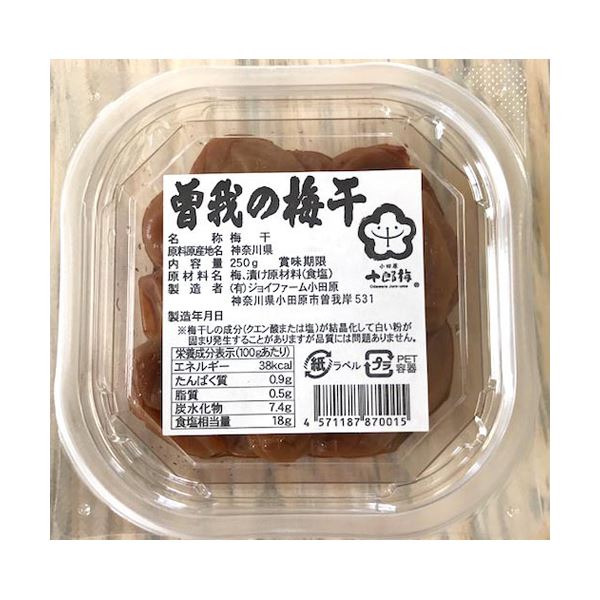 曽我の梅干
名称 梅干
原料原産地名 神奈川県
内容量 250g 賞味期限
原材料名 梅、漬け原材料(食塩)
製造者 (有)ジョイファーム小田原
神奈川県小田原市曽我岸531
製造年月日
小田原
十郎梅
Odawara Juro-ume
®
※梅干しの成分(クエン酸または塩)が結晶化して白い粉が
固まり発生することがありますが品質には問題ありません。
栄養成分表示(100gあたり)
エネルギー 38kcal
たんぱく質 0.9g
脂質 0.5g
炭水化物 7.4g
食塩相当量 18g
紙 ラベル プラ PET
容器
4 571187 870015